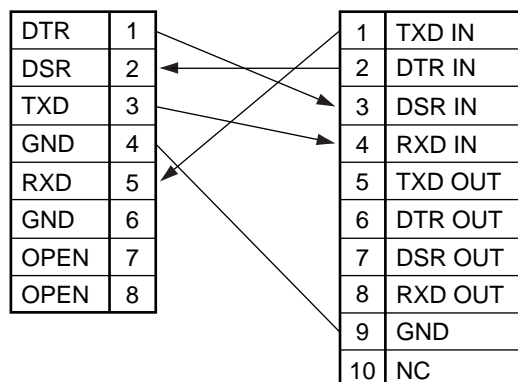 DTR 1
DSR 2
TXD 3
GND 4
RXD 5
GND 6
OPEN 7
OPEN 8
1 TXD IN
2 DTR IN
3 DSR IN
4 RXD IN
5 TXD OUT
6 DTR OUT
7 DSR OUT
8 RXD OUT
9 GND
10 NC